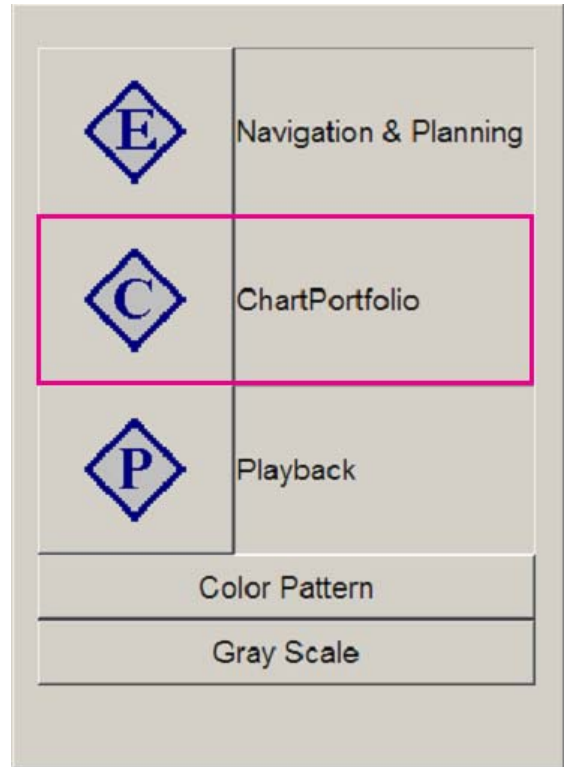 E
Navigation & Planning
C
ChartPortfolio
P
Playback
Color Pattern
Gray Scale